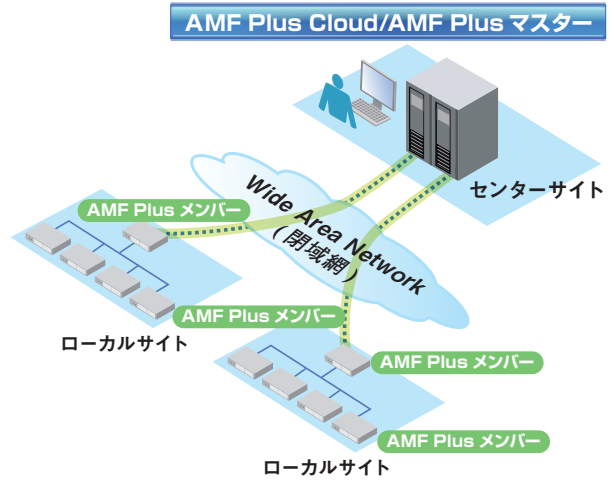 AMF Plus Cloud/AMF Plus マスター
センターサイト
Wide Area Network
(閉域網)
AMF Plus メンバー
AMF Plus メンバー
ローカルサイト
AMF Plus メンバー
AMF Plus メンバー
ローカルサイト